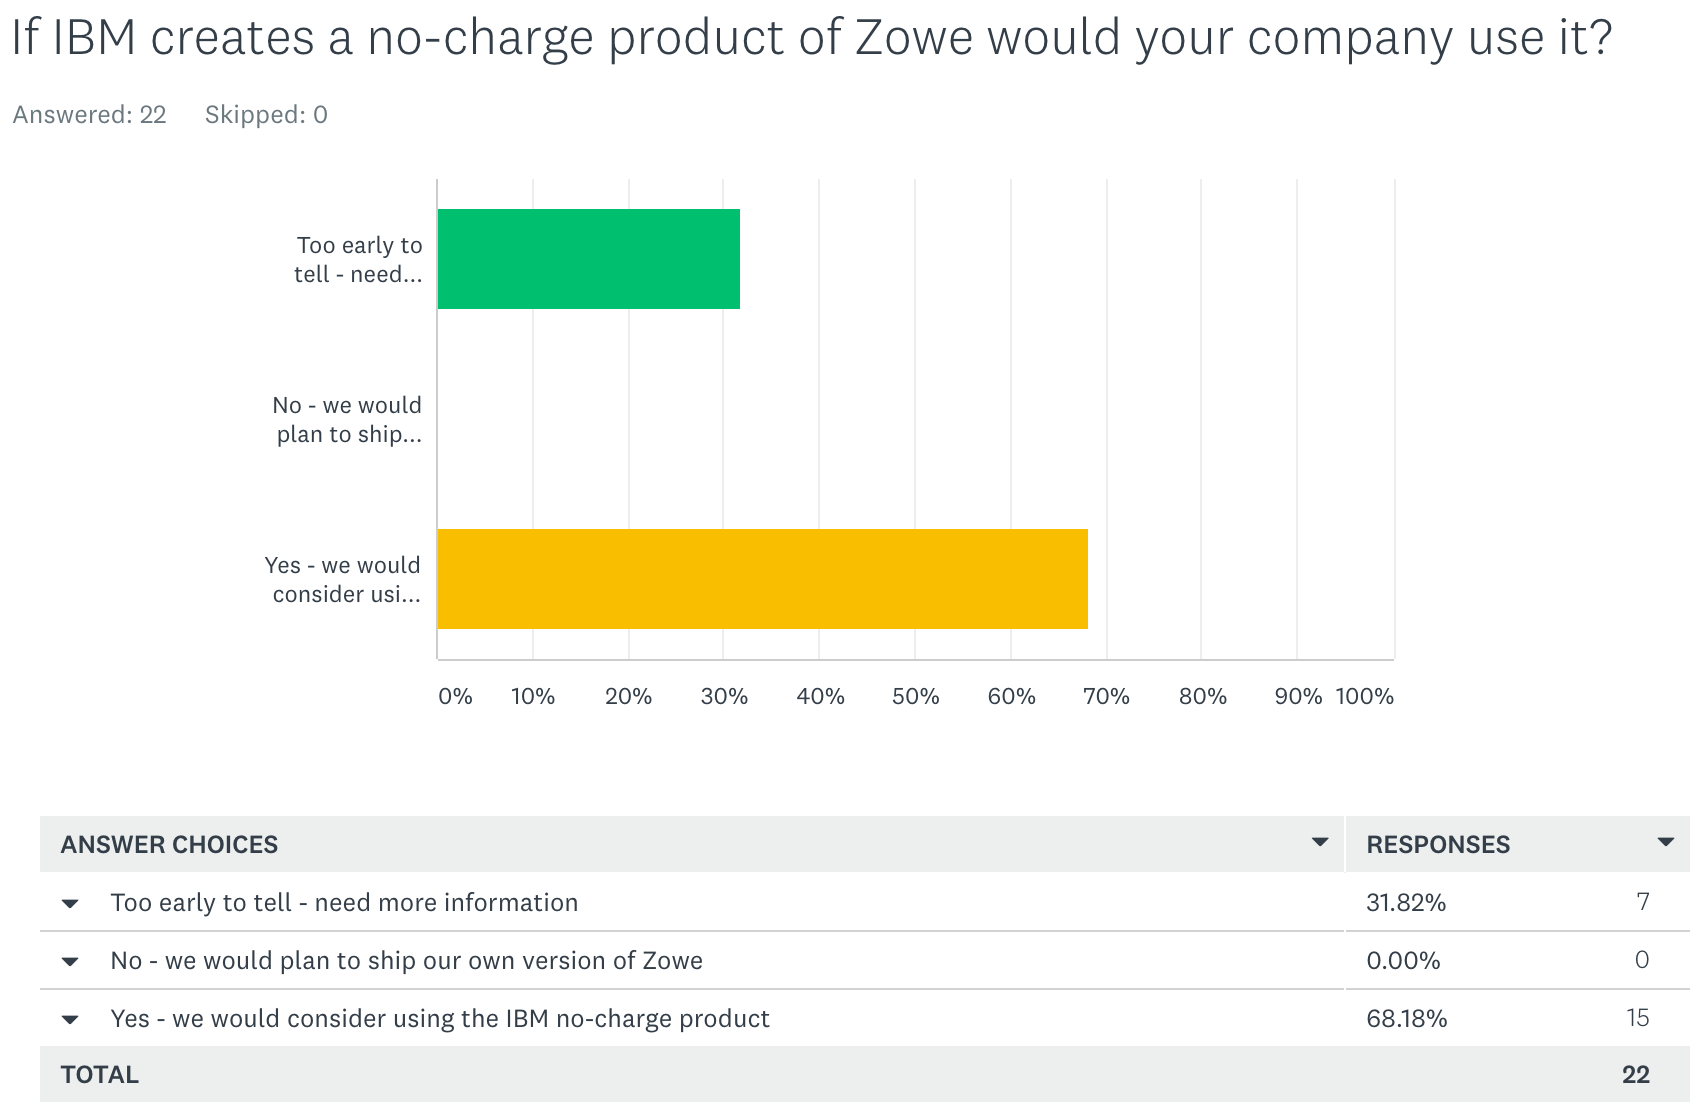 If IBM creates a no-charge product of Zowe would your company use it?
Answered: 22 Skipped: 0
Too early to
tell - need...
No - we would
plan to ship...
Yes - we would
consider usi...
0% 10% 20% 30% 40% 50% 60% 70% 80% 90% 100%
ANSWER CHOICES RESPONSES
Too early to tell - need more information 31.82% 7
No - we would plan to ship our own version of Zowe 0.00% 0
Yes - we would consider using the IBM no-charge product 68.18% 15
TOTAL 22